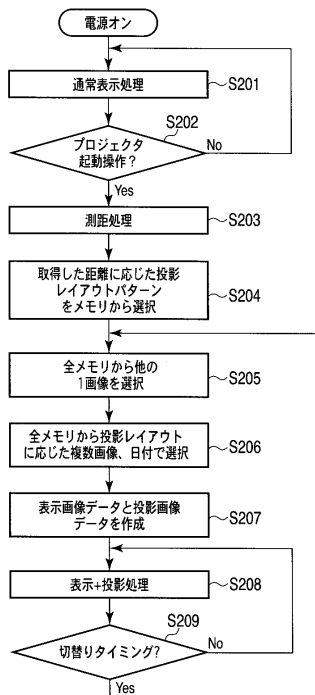 電源オン
通常表示処理
S201
S202
プロジェクタ
起動操作?
No
Yes
測距処理
S203
取得した距離に応じた投影
レイアウトパターン
をメモリから選択
S204
全メモリから他の
1画像を選択
S205
全メモリから投影レイアウト
に応じた複数画像、日付で選択
S206
表示画像データと投影画像
データを作成
S207
表示+投影処理
S208
S209
切替りタイミング?
No
Yes